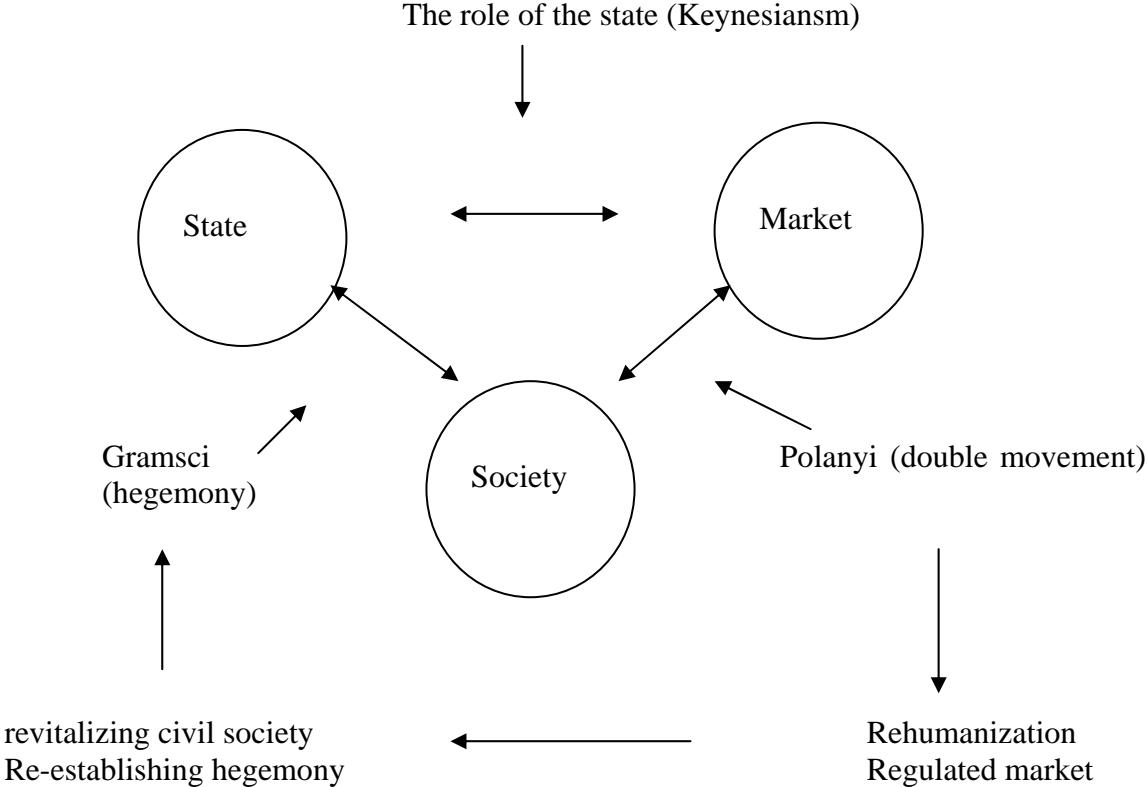 The role of the state (Keynesiansm)
State
Market
Society
Gramsci
(hegemony)
Polanyi (double movement)
revitalizing civil society
Re-establishing hegemony
Rehumanization
Regulated market